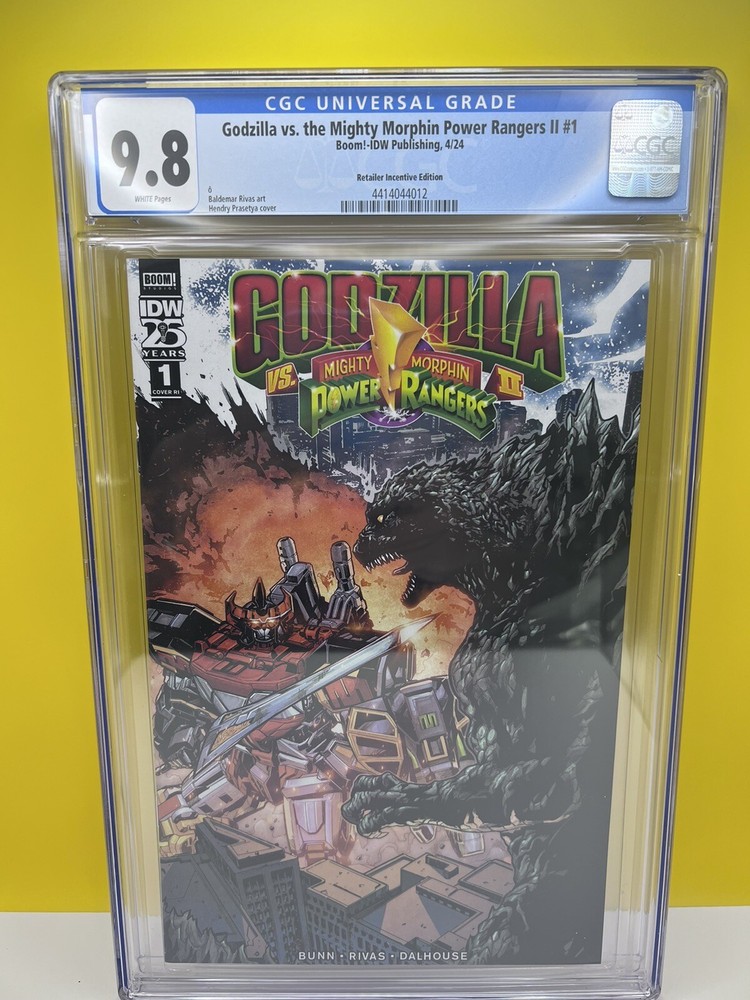 CGC UNIVERSAL GRADE
9.8
WHITE Pages
Godzilla vs. the Mighty Morphin Power Rangers II #1
Boom!-IDW Publishing, 4/24
Retailer Incentive Edition
6
Baldemar Rivas art
Hendry Prasetya cover
4414044012
CGC
BOOM!
STUDIOS
IDW
25
YEARS
1
COVER RI
GODZILLA
VS.
MIGHTY MORPHIN
POWER RANGERS
II
BUNN • RIVAS • DALHOUSE